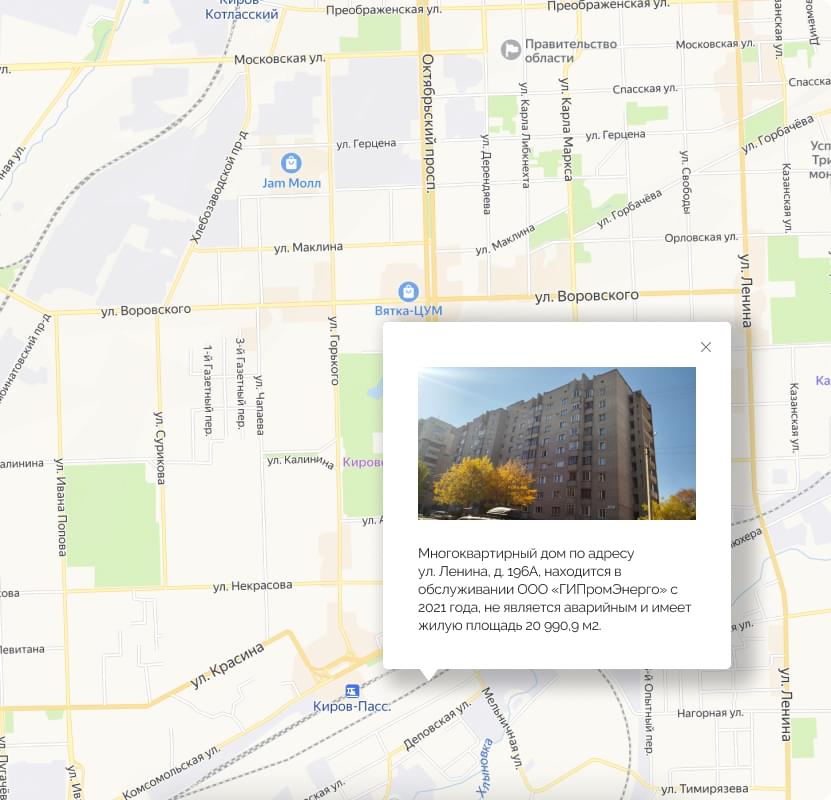 Киров-
Котласский
Преображенская ул.
Преображенская ул.
Московская ул.
Октябрьский просп.
Правительство
области
Московская ул.
Спасская ул.
ул. Карла Либкнехта
ул. Карла Маркса
ул. Герцена
ул. Герцена
ул. Горбачёва
Хлебозаводской пр-д
Jam Молл
ул. Дерендяева
ул. Свободы
Казанская ул.
ул. Горбачёва
ул. Маклина
ул. Маклина
Орловская ул.
ул. Ленина
Вятка-ЦУМ
ул. Воровского
ул. Воровского
1-й Газетный пер.
3-й Газетный пер.
ул. Чапаева
ул. Горького
ул. Сурикова
ул. Ивана Попова
ул. Калинина
Казанская ул.
Многоквартирный дом по адресу
ул. Ленина, д. 196А, находится в
обслуживании ООО «ГИПромЭнерго» с
2021 года, не является аварийным и имеет
жилую площадь 20 990,9 м2.
ул. Некрасова
ул. Красина
Киров-Пасс.
Комсомольская ул.
Деповская ул.
Мельничная ул.
Хлыновка
-й Опытный пер.
Нагорная ул.
ул. Ленина
ул. Тимирязева